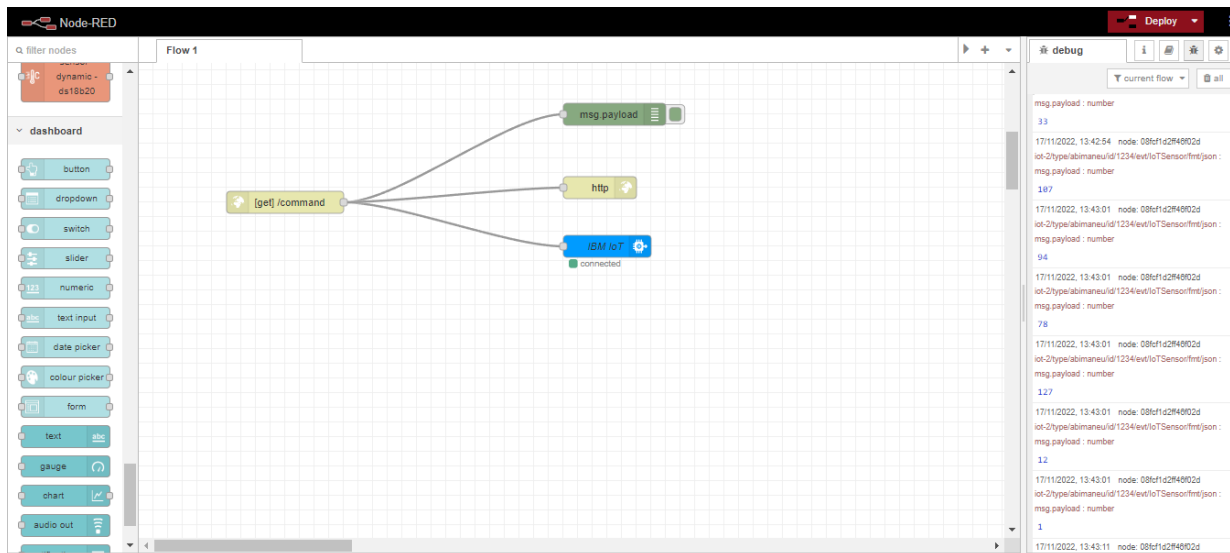 Node-RED
Deploy
filter nodes
Flow 1
debug
i
current flow
all
dynamic -
ds18b20
dashboard
button
dropdown
switch
slider
123 numeric
abc text input
date picker
colour picker
form
text abc
gauge
chart
audio out
[get] /command
msg.payload
http
IBM IoT
connected
msg.payload : number
33
17/11/2022, 13:42:54 node: 08fcf1d2ff46f02d
iot-2/type/abimaneu/id/1234/evt/IoTSensor/fmt/json :
msg.payload : number
107
17/11/2022, 13:43:01 node: 08fcf1d2ff46f02d
iot-2/type/abimaneu/id/1234/evt/IoTSensor/fmt/json :
msg.payload : number
94
17/11/2022, 13:43:01 node: 08fcf1d2ff46f02d
iot-2/type/abimaneu/id/1234/evt/IoTSensor/fmt/json :
msg.payload : number
78
17/11/2022, 13:43:01 node: 08fcf1d2ff46f02d
iot-2/type/abimaneu/id/1234/evt/IoTSensor/fmt/json :
msg.payload : number
127
17/11/2022, 13:43:01 node: 08fcf1d2ff46f02d
iot-2/type/abimaneu/id/1234/evt/IoTSensor/fmt/json :
msg.payload : number
12
17/11/2022, 13:43:01 node: 08fcf1d2ff46f02d
iot-2/type/abimaneu/id/1234/evt/IoTSensor/fmt/json :
msg.payload : number
1
17/11/2022, 13:43:11 node: 08fcf1d2ff46f02d